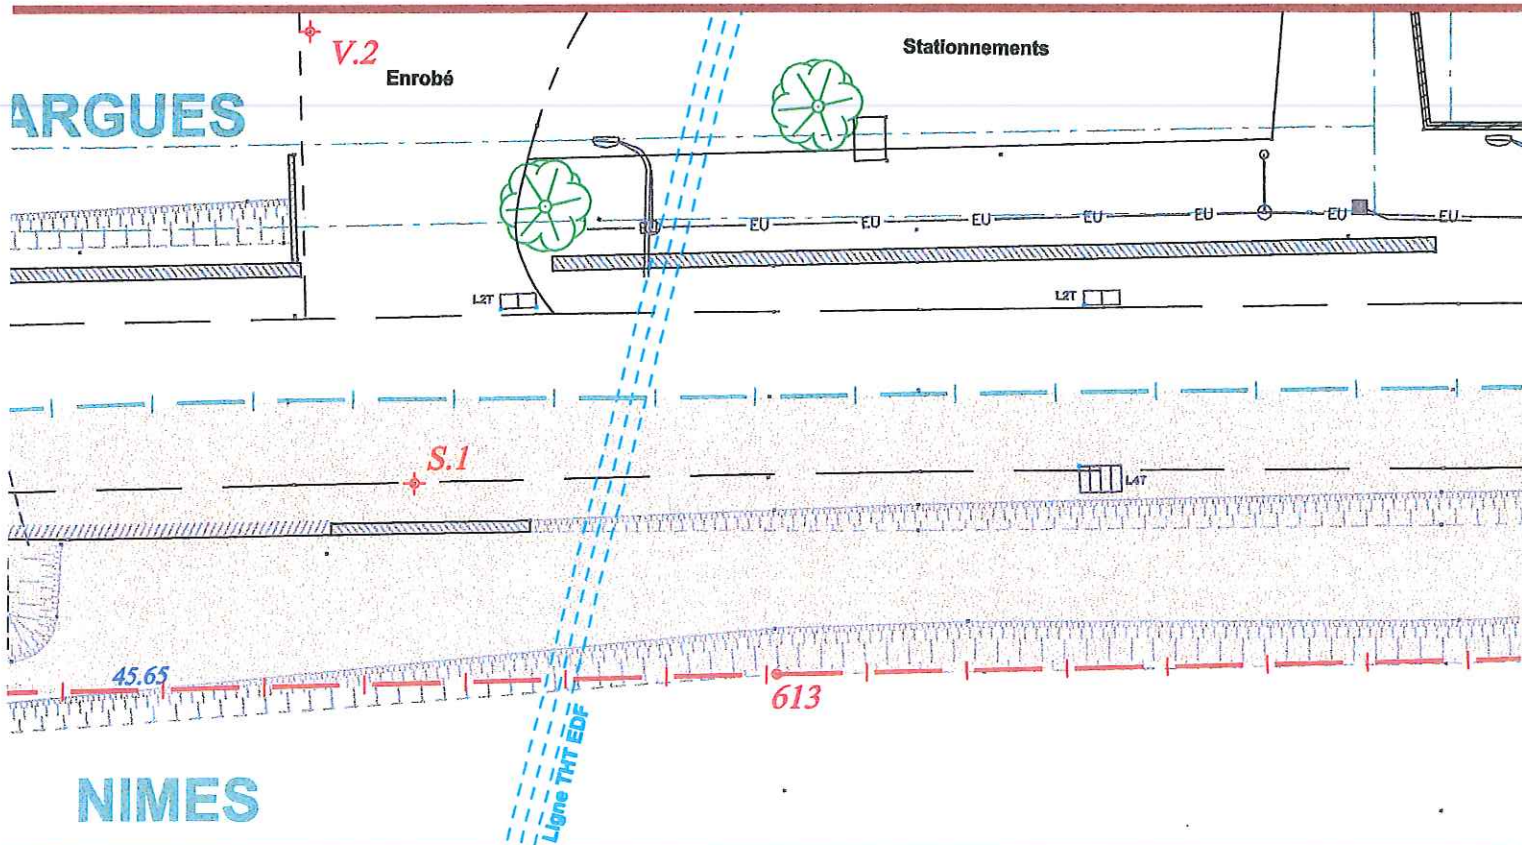 V.2
Enrobé
Stationnements
ARGUES
EU
EU
EU
EU
EU
EU
EU
EU
L2T
L2T
S.1
L4T
45.65
613
Ligne THT EDF
NIMES